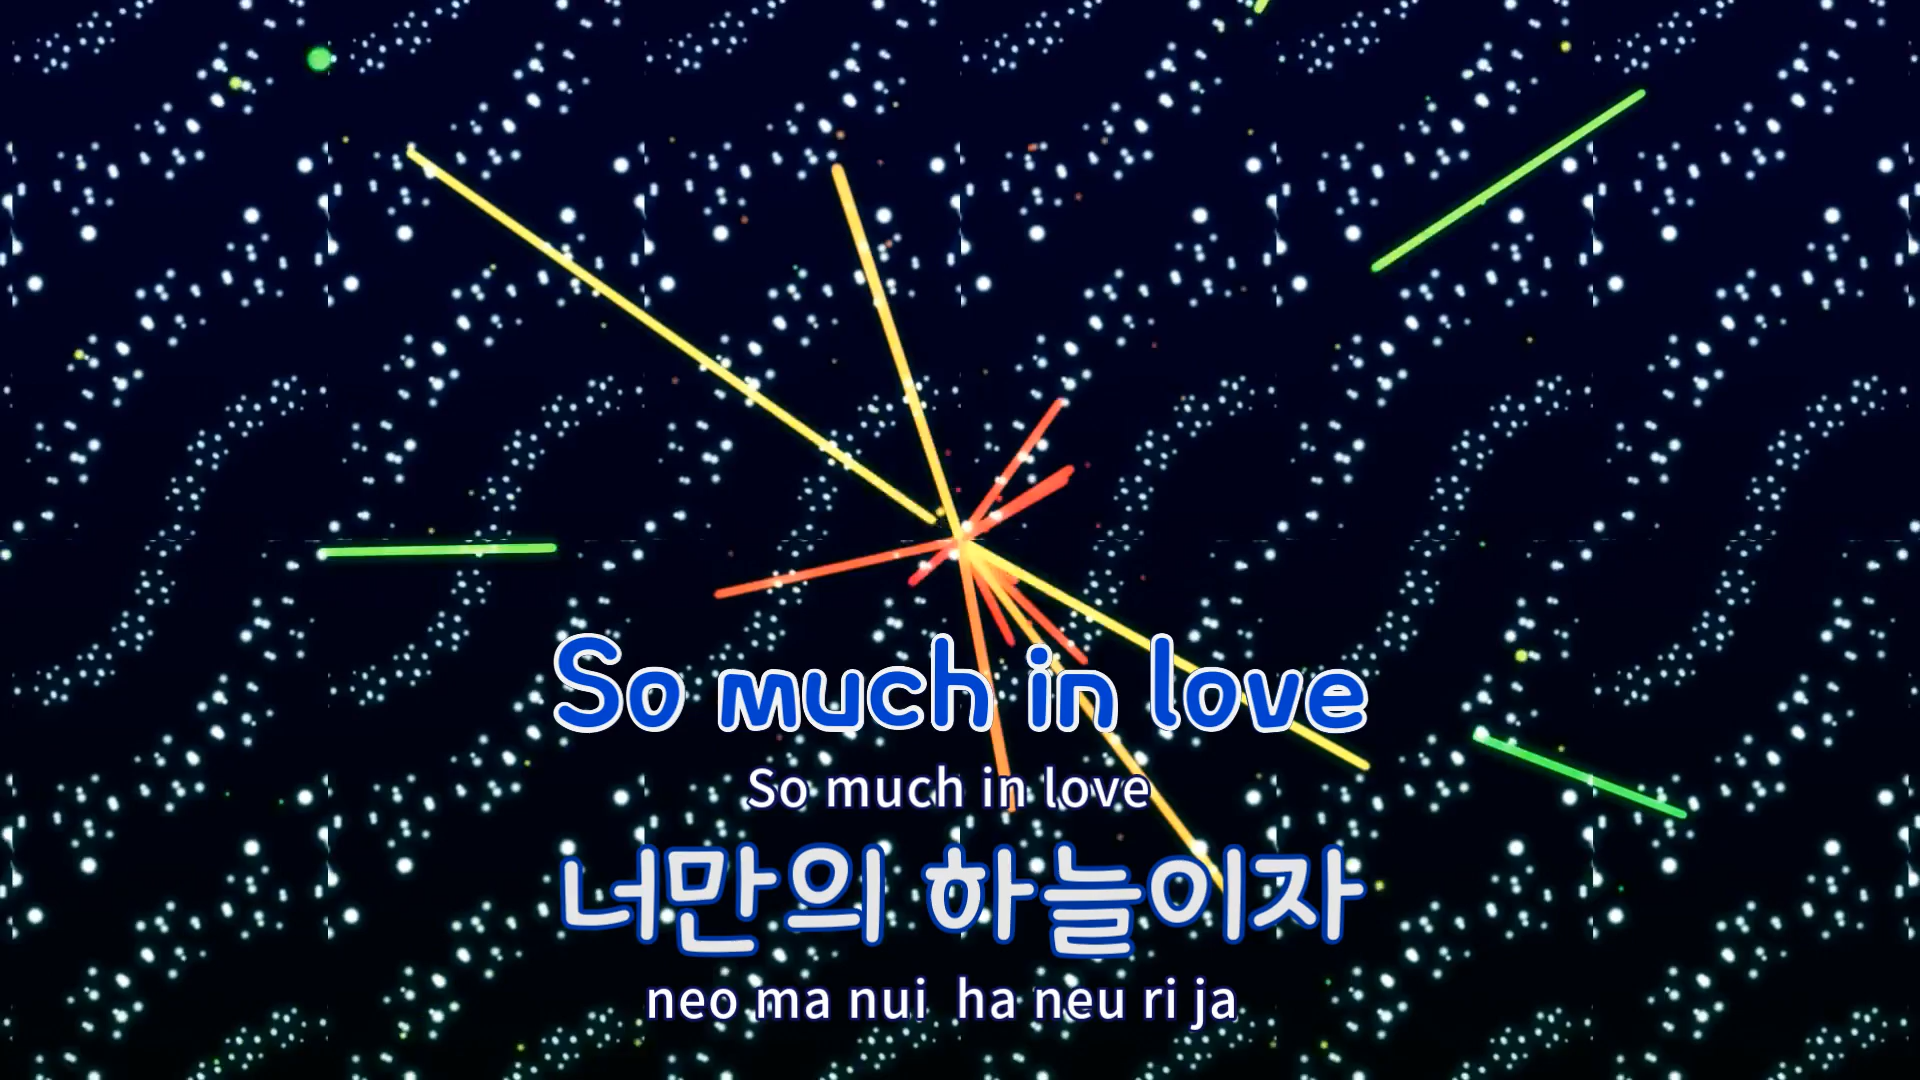 So much in love
So much in love
너만의 하늘이자
neo ma nui ha neu ri ja